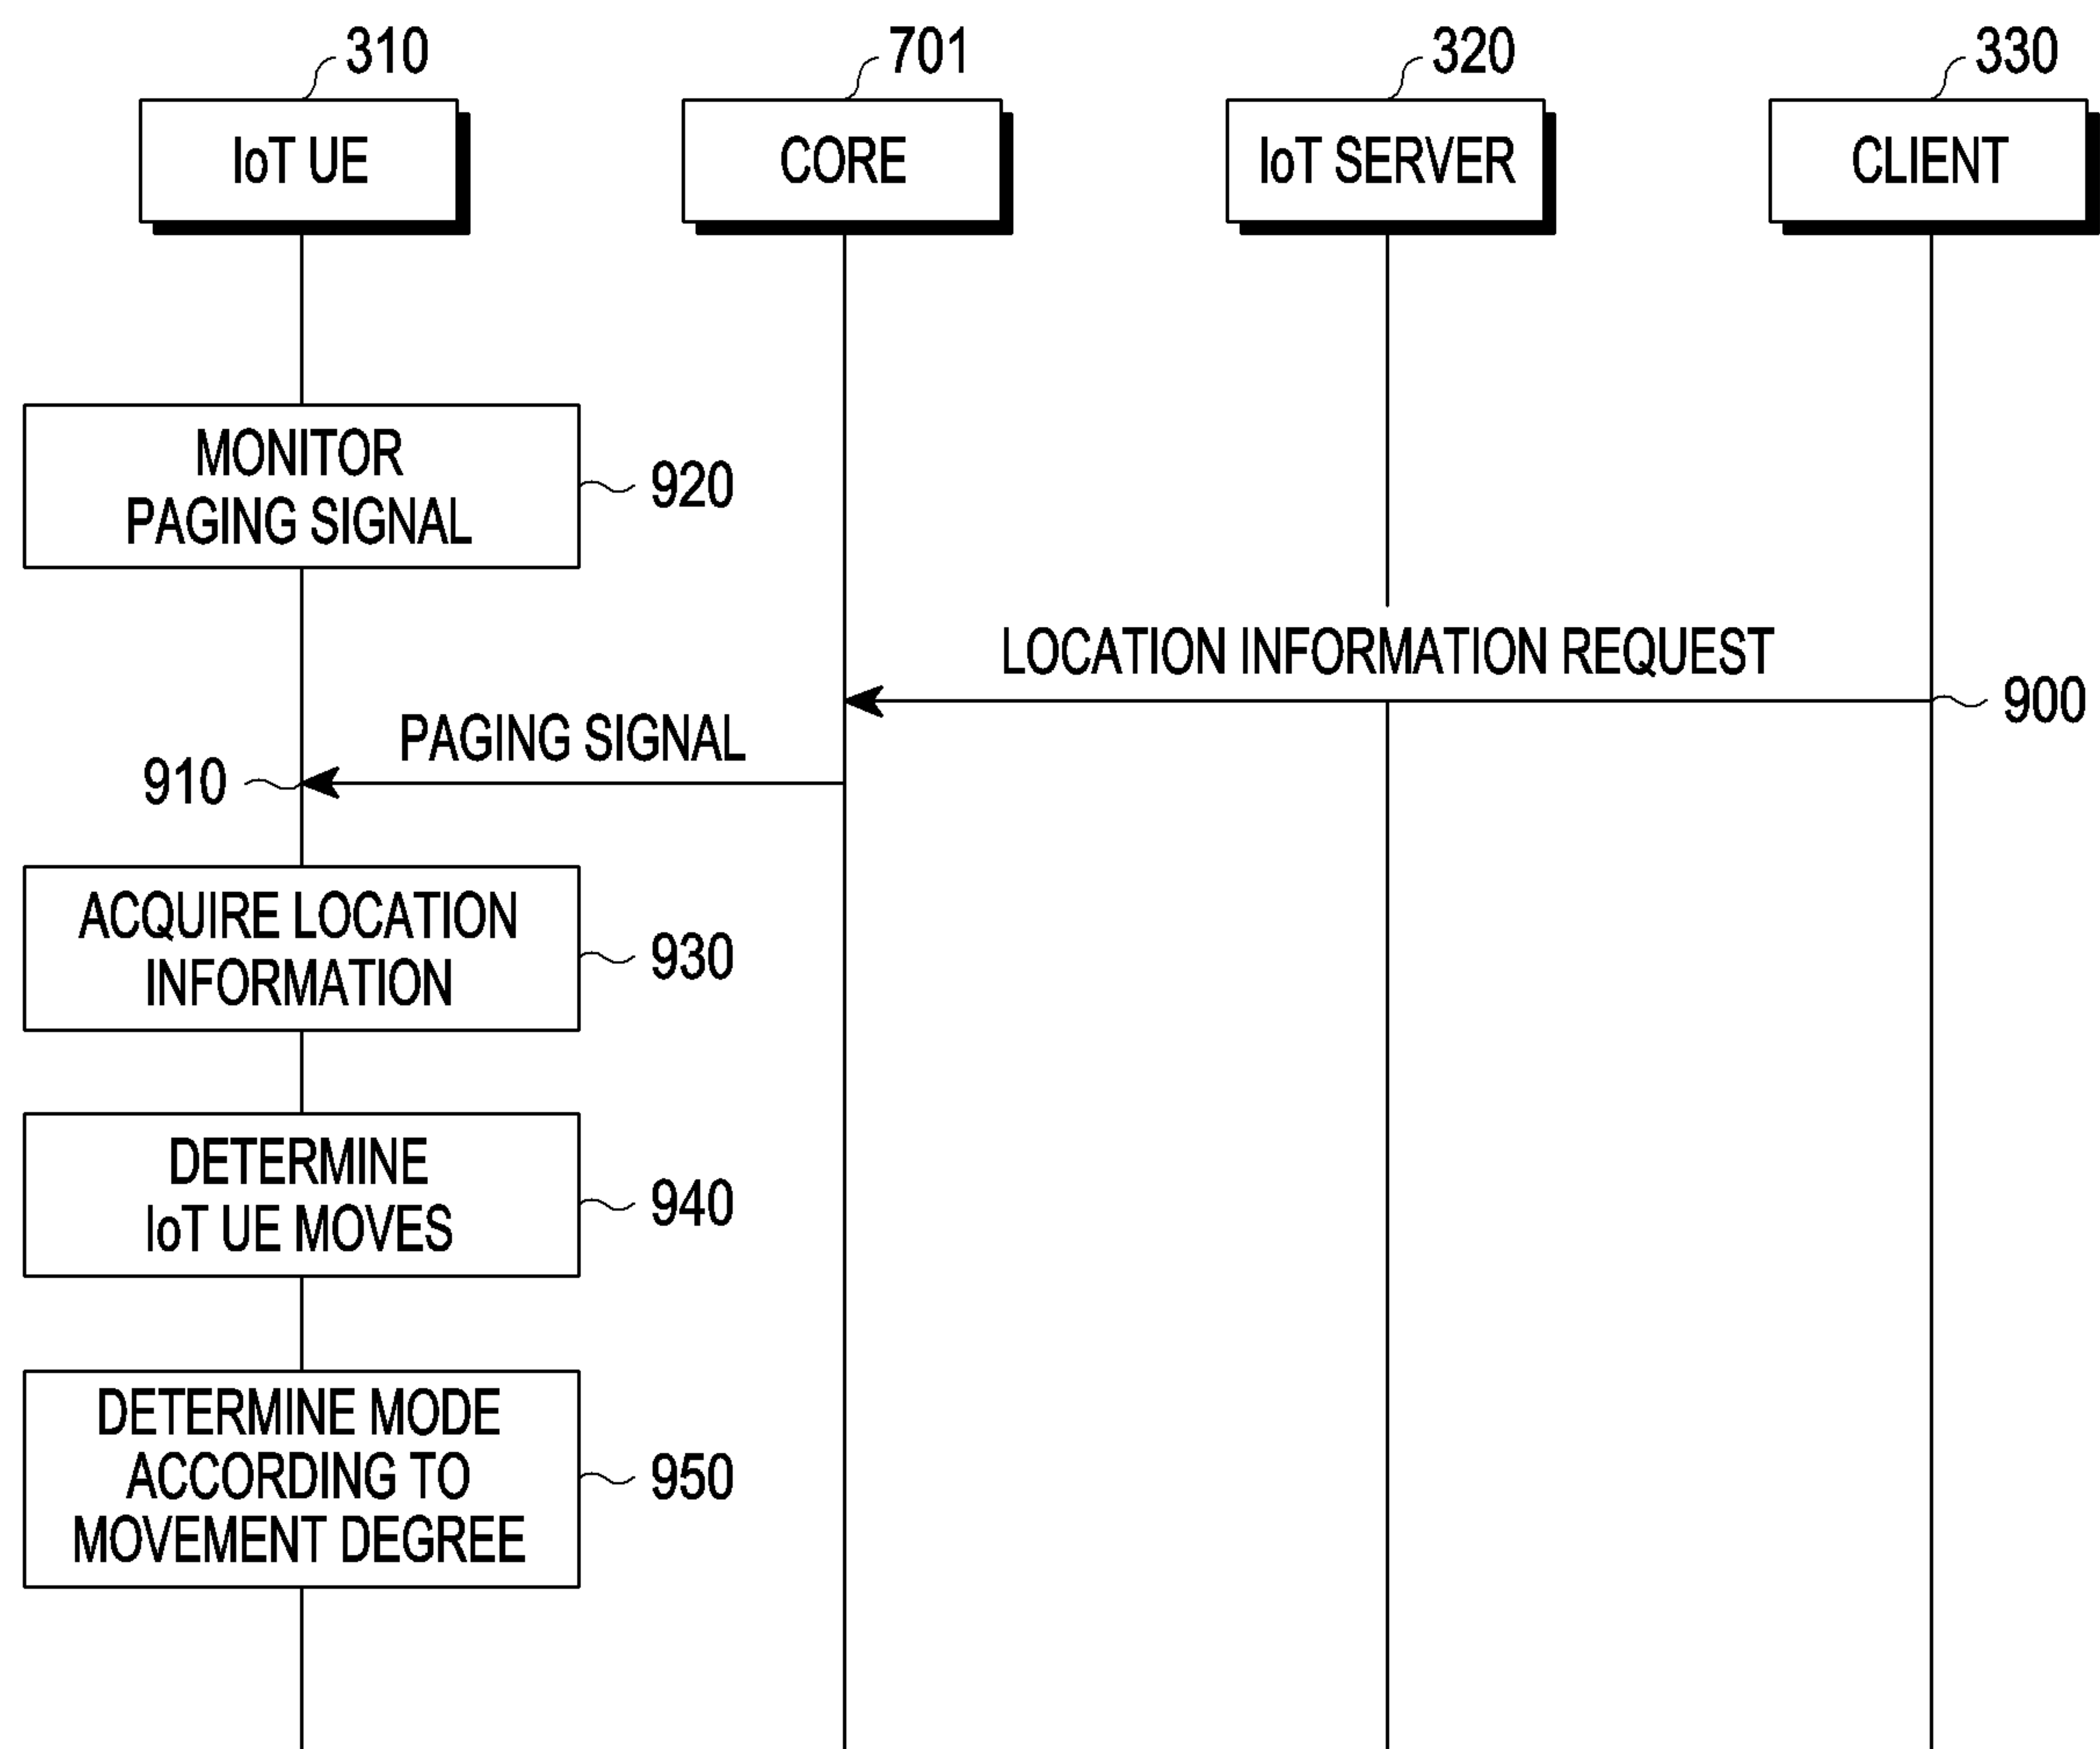 310
701
320
330
IoT UE
CORE
IoT SERVER
CLIENT
MONITOR
PAGING SIGNAL
920
LOCATION INFORMATION REQUEST
900
PAGING SIGNAL
910
ACQUIRE LOCATION
INFORMATION
930
DETERMINE
IoT UE MOVES
940
DETERMINE MODE
ACCORDING TO
MOVEMENT DEGREE
950